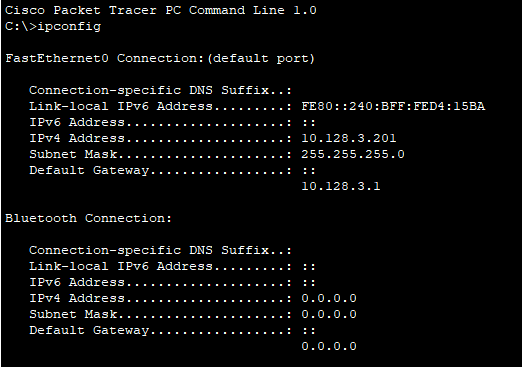 Cisco Packet Tracer PC Command Line 1.0
C:\>ipconfig
FastEthernet0 Connection:(default port)
Connection-specific DNS Suffix..:
Link-local IPv6 Address.........: FE80::240:BFF:FED4:15BA
IPv6 Address....................: ::
IPv4 Address....................: 10.128.3.201
Subnet Mask.....................: 255.255.255.0
Default Gateway.................: ::
10.128.3.1
Bluetooth Connection:
Connection-specific DNS Suffix..:
Link-local IPv6 Address.........: ::
IPv6 Address....................: ::
IPv4 Address....................: 0.0.0.0
Subnet Mask.....................: 0.0.0.0
Default Gateway.................: ::
0.0.0.0